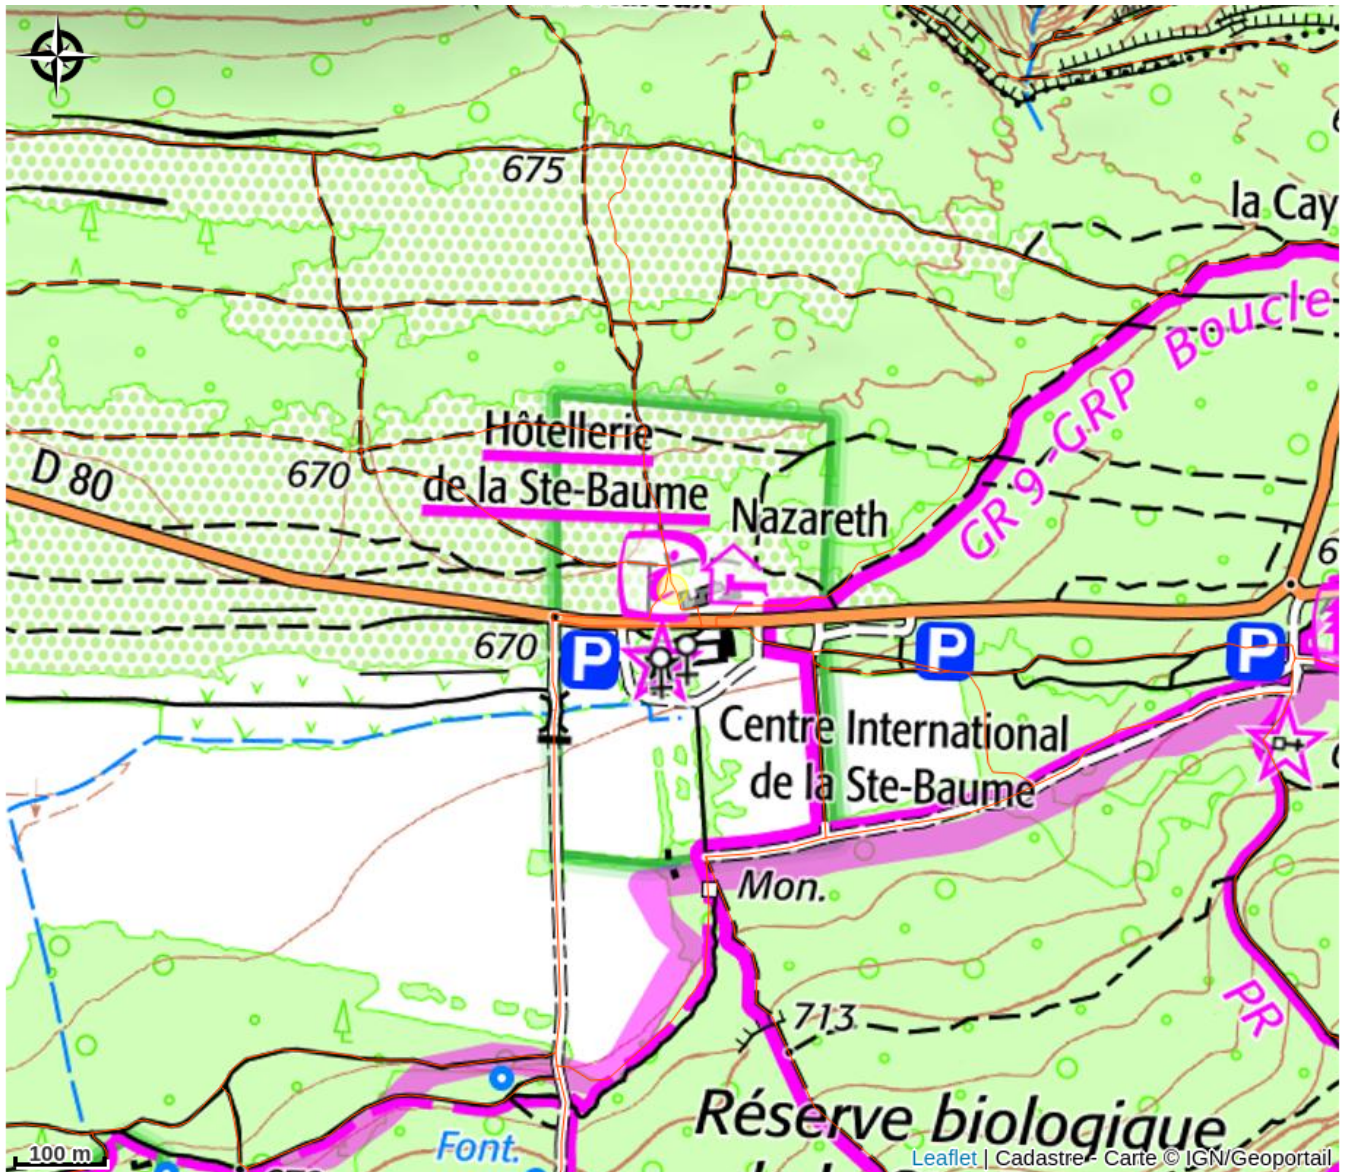 675
la Cay
Boucle
GR 9-GRP
Hôtellerie
de la Ste-Baume
D 80
670
Nazareth
6
670
P
P
P
Centre International
de la Ste-Baume
Mon.
713
PR
Réserve biologique
Font.
100 m
Leaflet | Cadastre - Carte © IGN/Geoportail